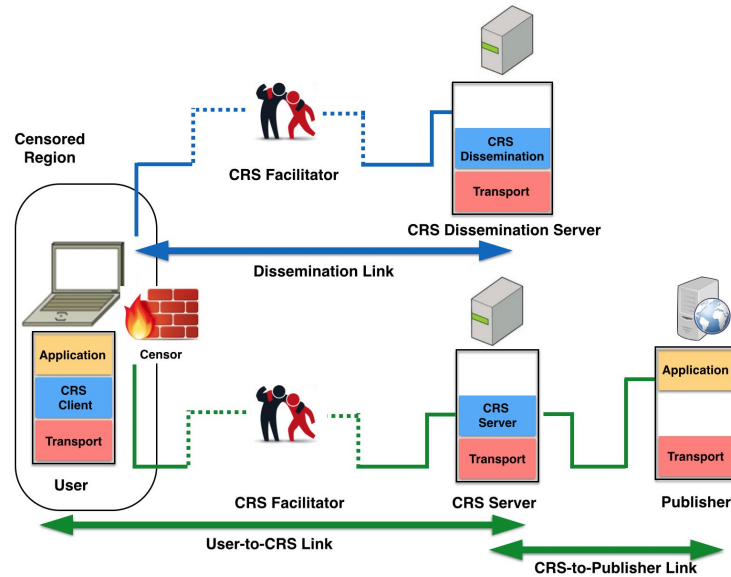 Censored
Region
CRS Facilitator
CRS
Dissemination
Transport
CRS Dissemination Server
Dissemination Link
Censor
Application
CRS
Client
Transport
User
CRS Facilitator
CRS
Server
Transport
CRS Server
Application
Transport
Publisher
User-to-CRS Link
CRS-to-Publisher Link